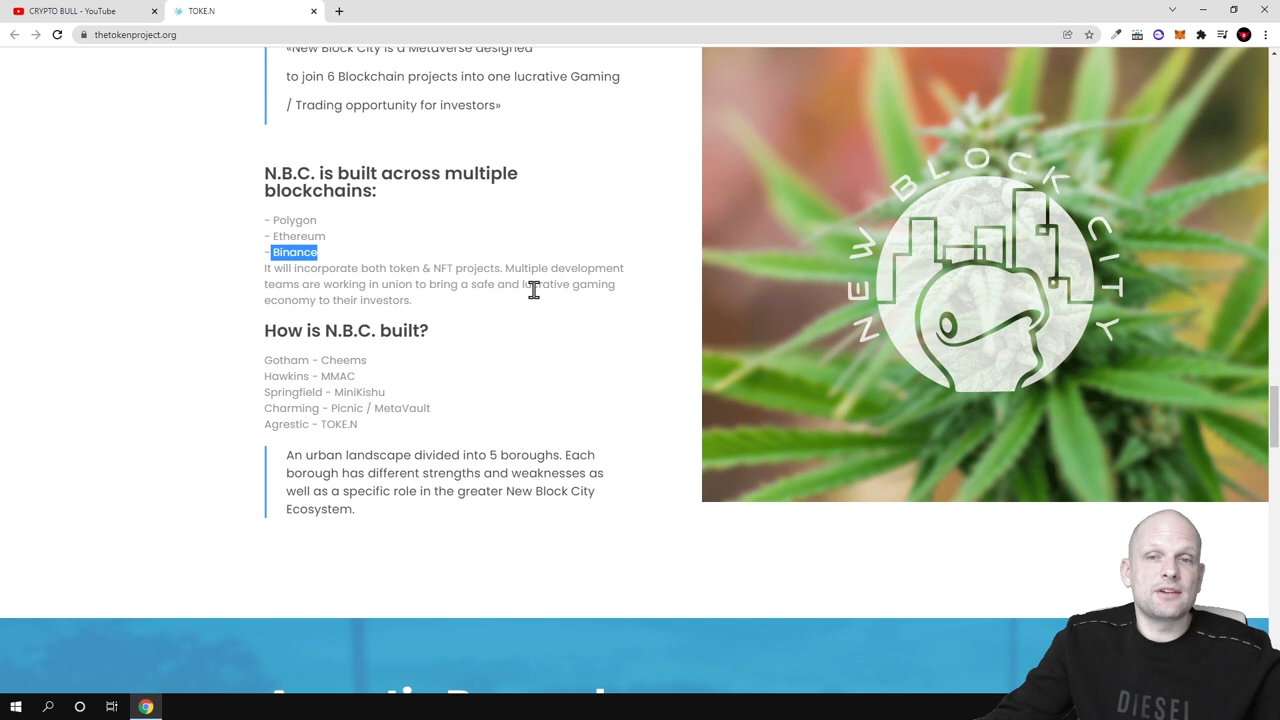 CRYPTO BULL - YouTube
TOKE.N
thetokenproject.org
«New Block City is a Metaverse designed
to join 6 Blockchain projects into one lucrative Gaming
/ Trading opportunity for investors»
N.B.C. is built across multiple
blockchains:
- Polygon
- Ethereum
- Binance
It will incorporate both token & NFT projects. Multiple development
teams are working in union to bring a safe and lucrative gaming
economy to their investors.
How is N.B.C. built?
Gotham - Cheems
Hawkins - MMAC
Springfield - MiniKishu
Charming - Picnic / MetaVault
Agrestic - TOKE.N
An urban landscape divided into 5 boroughs. Each
borough has different strengths and weaknesses as
well as a specific role in the greater New Block City
Ecosystem.
NEW BLOCK CITY
DIESEL